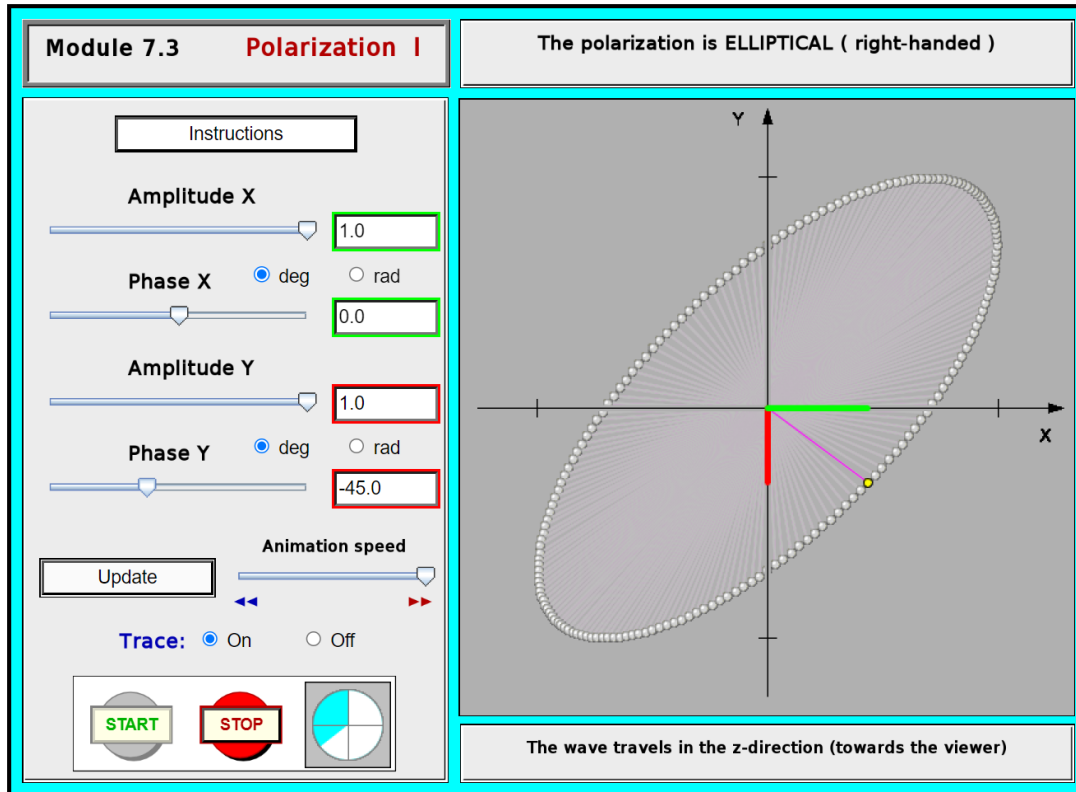 Module 7.3 Polarization I
The polarization is ELLIPTICAL ( right-handed )
Instructions
Amplitude X
1.0
Phase X deg rad
0.0
Amplitude Y
1.0
Phase Y deg rad
-45.0
Animation speed
Update
Trace: On Off
START STOP
Y
X
The wave travels in the z-direction (towards the viewer)